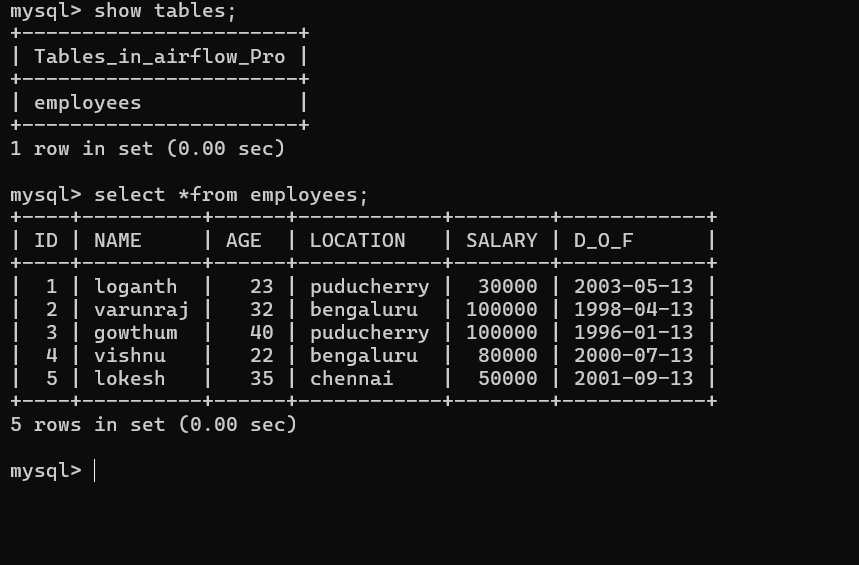 mysql> show tables;
+-----------------------+
| Tables_in_airflow_Pro |
+-----------------------+
| employees             |
+-----------------------+
1 row in set (0.00 sec)

mysql> select *from employees;
+----+----------+------+------------+--------+------------+
| ID | NAME     | AGE  | LOCATION   | SALARY | D_O_F      |
+----+----------+------+------------+--------+------------+
|  1 | loganth  |   23 | puducherry |  30000 | 2003-05-13 |
|  2 | varunraj |   32 | bengaluru  | 100000 | 1998-04-13 |
|  3 | gowthum  |   40 | puducherry | 100000 | 1996-01-13 |
|  4 | vishnu   |   22 | bengaluru  |  80000 | 2000-07-13 |
|  5 | lokesh   |   35 | chennai    |  50000 | 2001-09-13 |
+----+----------+------+------------+--------+------------+
5 rows in set (0.00 sec)

mysql>